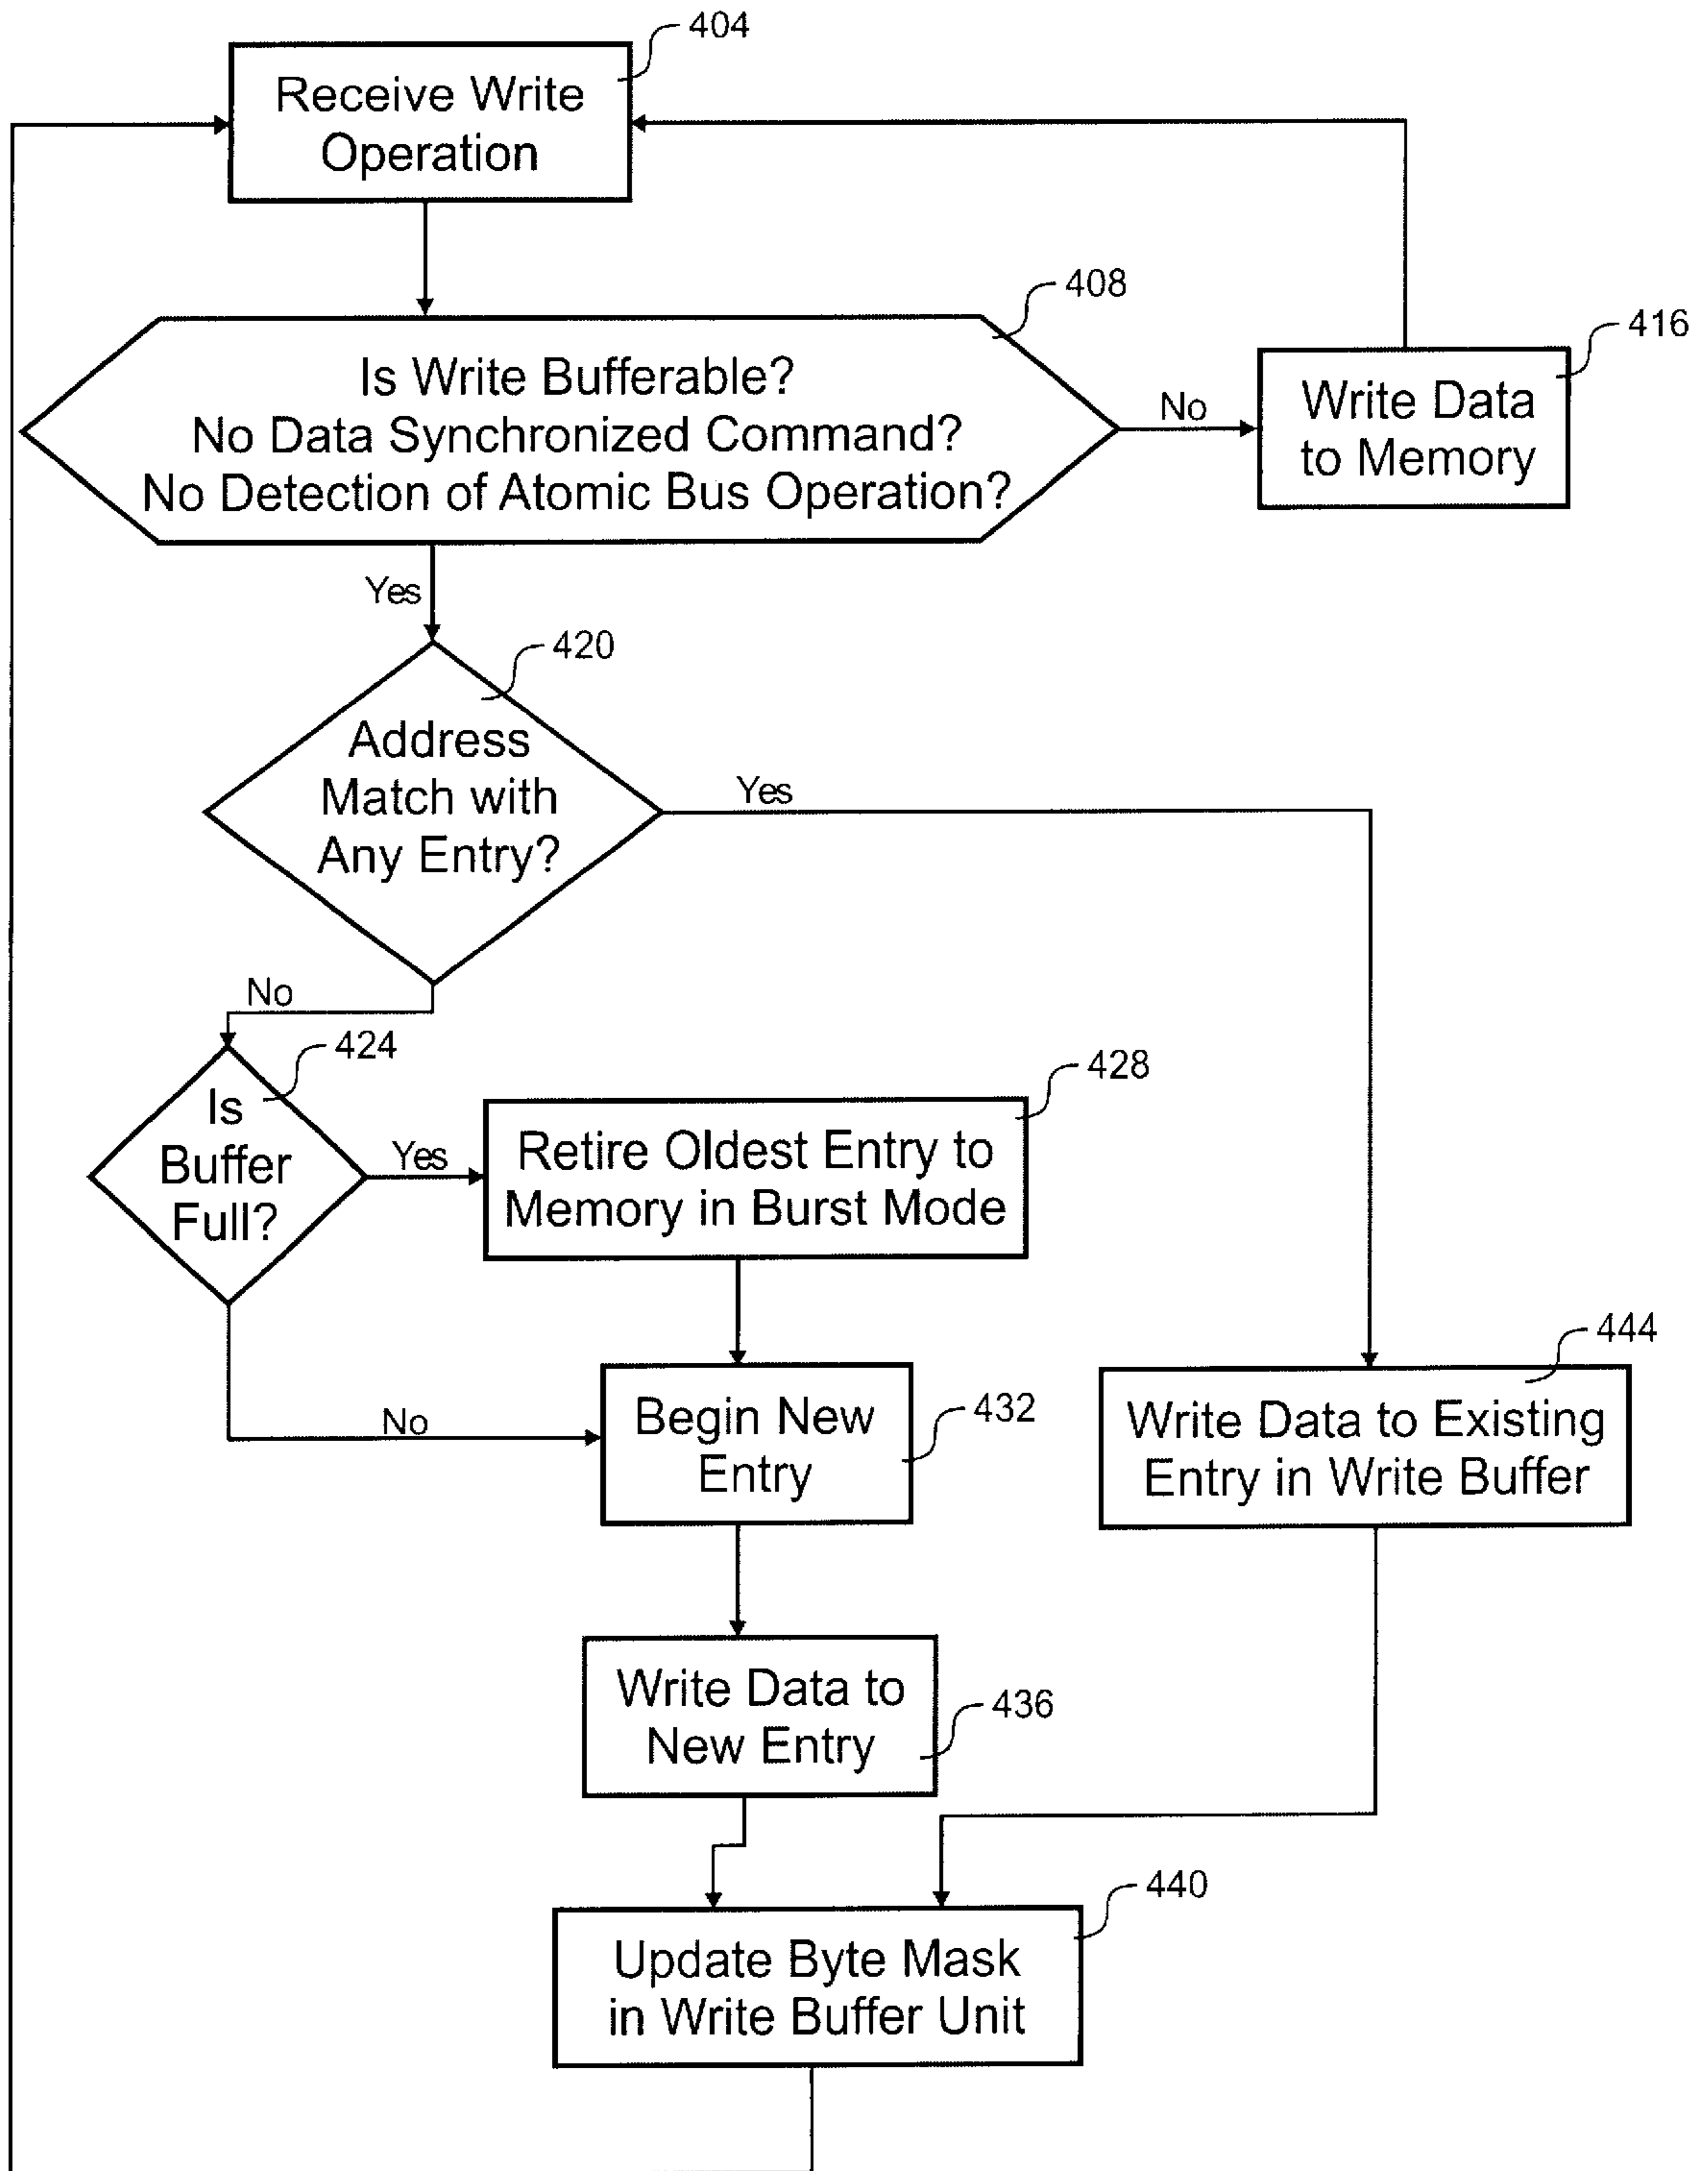 404
Receive Write
Operation
408
Is Write Bufferable?
No Data Synchronized Command?
No Detection of Atomic Bus Operation?
No
416
Write Data
to Memory
Yes
420
Address
Match with
Any Entry?
Yes
No
424
Is
Buffer
Full?
Yes
428
Retire Oldest Entry to
Memory in Burst Mode
No
Begin New
Entry
432
444
Write Data to Existing
Entry in Write Buffer
Write Data to
New Entry
436
440
Update Byte Mask
in Write Buffer Unit